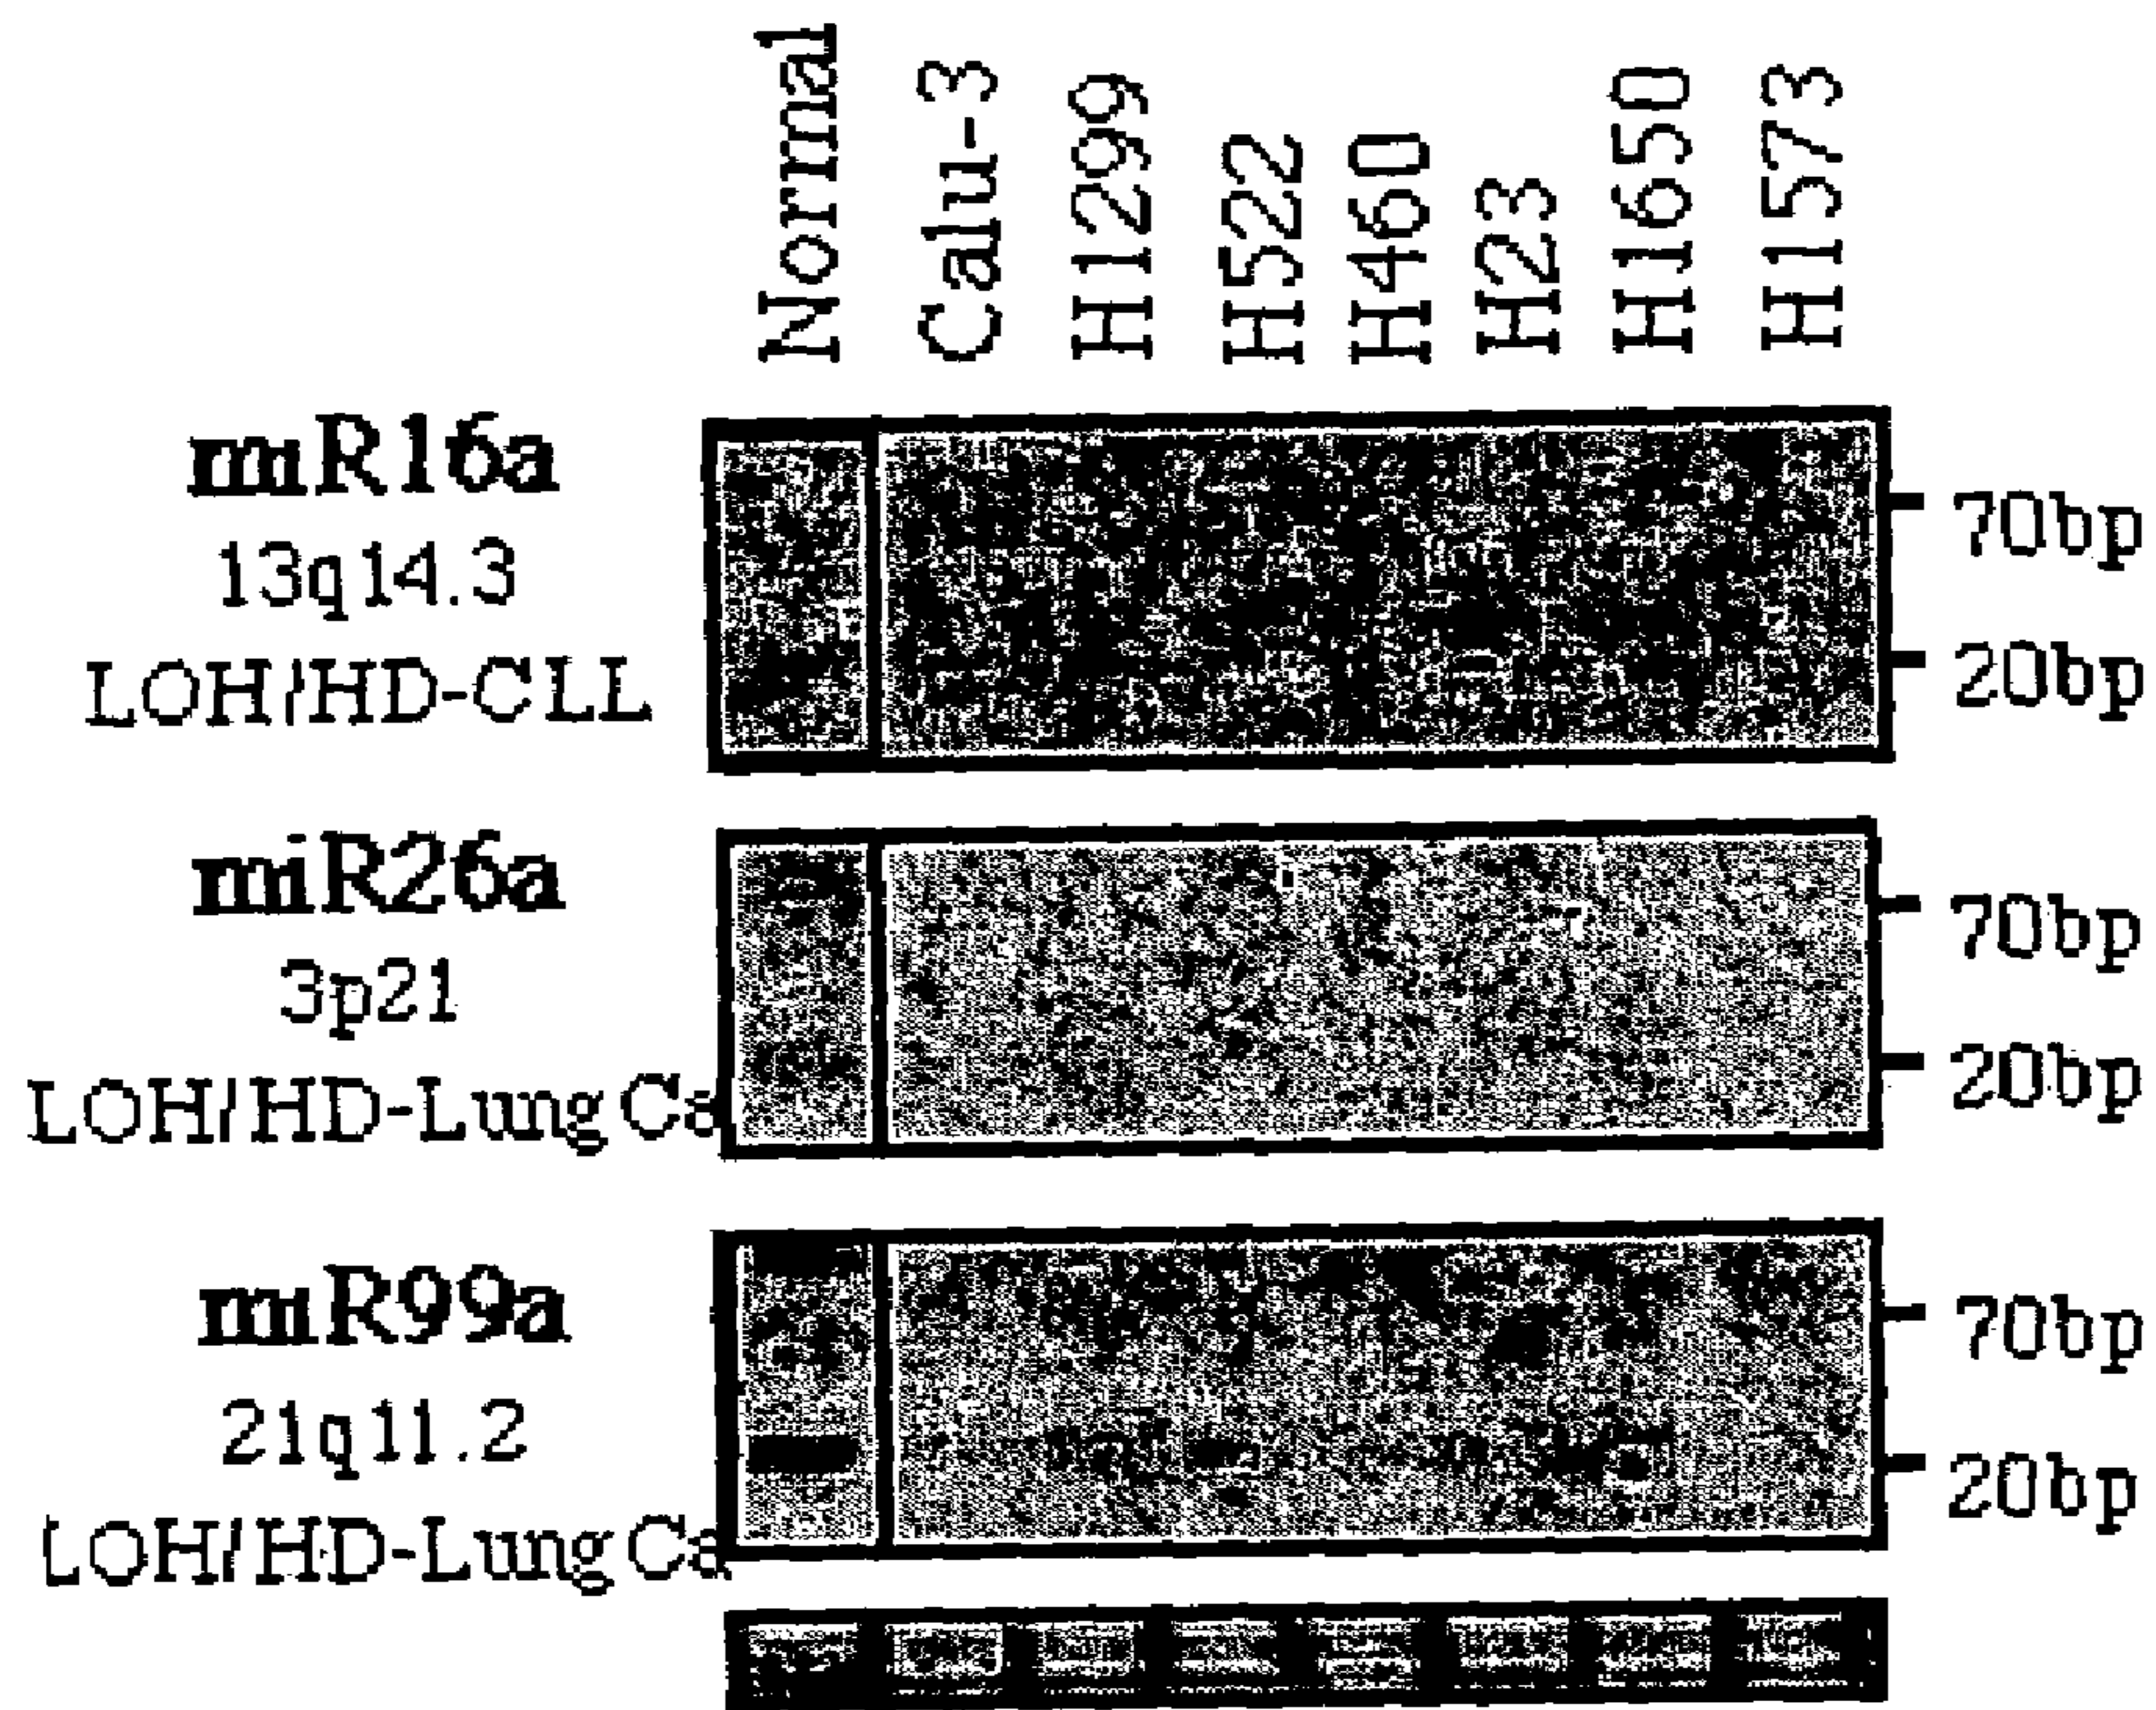 Normal
Calu-3
H1299
H522
H460
H23
H1650
H1573
miR16a
13q14.3
LOH/HD-CLL
70bp
20bp
miR26a
3p21
LOH/HD-Lung Ca
70bp
20bp
miR99a
21q11.2
LOH/HD-Lung Ca
70bp
20bp